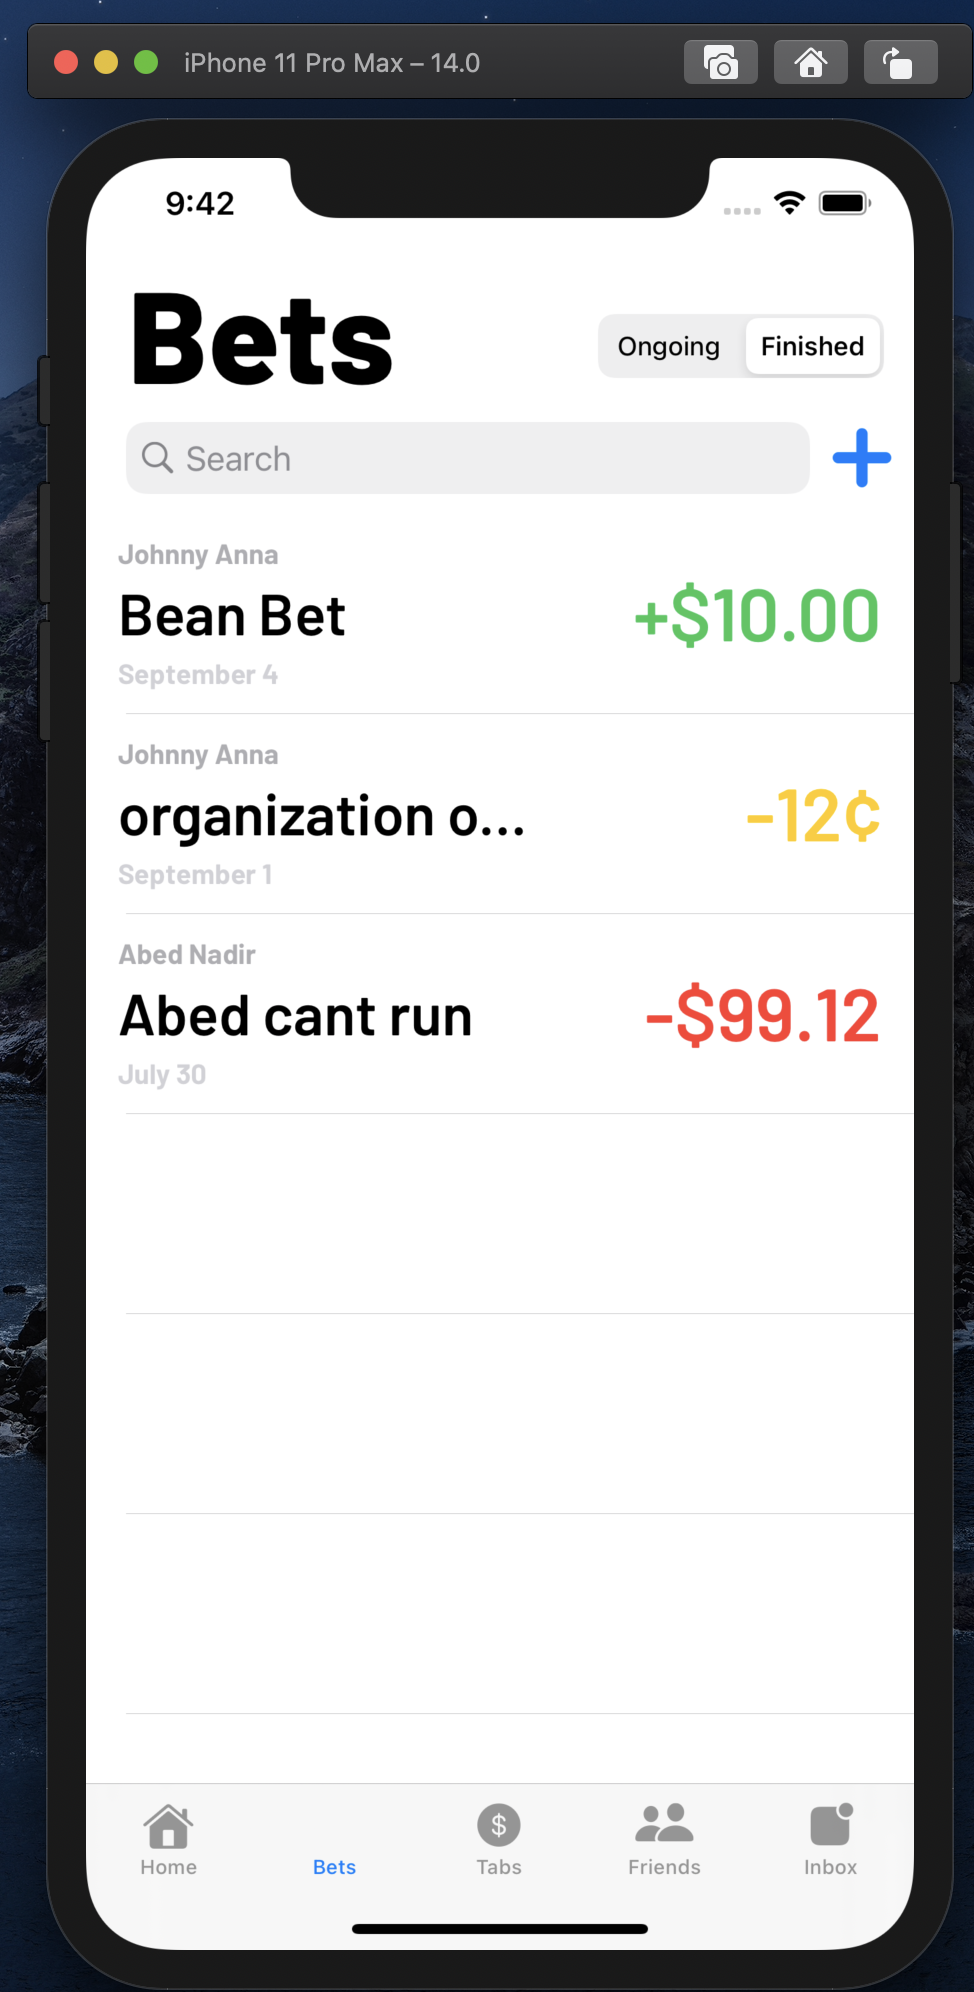 iPhone 11 Pro Max – 14.0
9:42
Bets
Ongoing
Finished
Search
Johnny Anna
Bean Bet
+$10.00
September 4
Johnny Anna
organization o...
-12¢
September 1
Abed Nadir
Abed cant run
-$99.12
July 30
$
Home
Bets
Tabs
Friends
Inbox